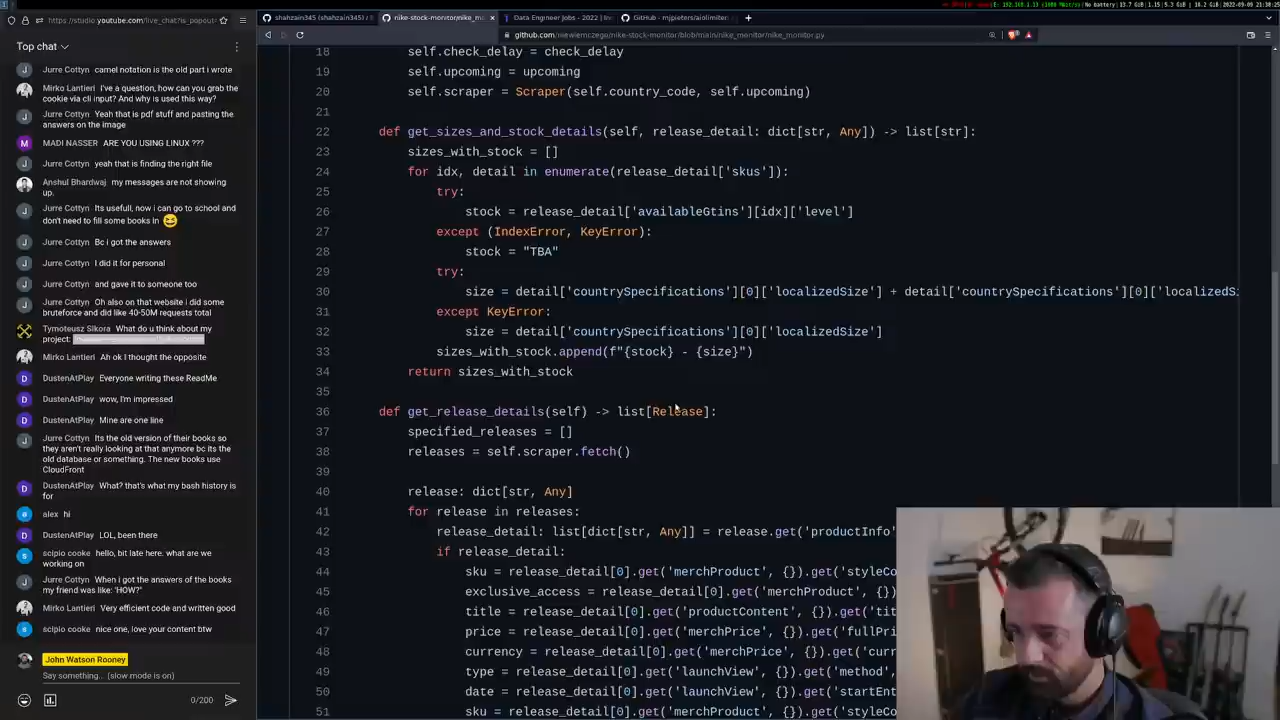 https://studio.youtube.com/live_chat?is_popout=
Top chat
Jurre Cottyn camel notation is the old part i wrote
Mirko Lantieri I've a question, how can you grab the
cookie via cli input? And why is used this way?
Jurre Cottyn Yeah that is pdf stuff and pasting the
answers on the image
MADI NASSER ARE YOU USING LINUX ???
Jurre Cottyn yeah that is finding the right file
Anshul Bhardwaj my messages are not showing
up.
Jurre Cottyn Its usefull, now i can go to school and
don't need to fill some books in 😆
Jurre Cottyn Bc i got the answers
Jurre Cottyn I did it for personal
Jurre Cottyn and gave it to someone too
Jurre Cottyn Oh also on that website i did some
bruteforce and did like 40-50M requests total
Tymoteusz SIkora What do u think about my
project:
Mirko Lantieri Ah ok I thought the opposite
DustenAtPlay Everyone writing these ReadMe
DustenAtPlay wow, I'm impressed
DustenAtPlay Mine are one line
Jurre Cottyn Its the old version of their books so
they aren't really looking at that anymore bc its the
old database or something. The new books use
CloudFront
DustenAtPlay What? that's what my bash history is
for
alex hi
DustenAtPlay LOL, been there
scipio cooke hello, bit late here. what are we
working on
Jurre Cottyn When i got the answers of the books
my friend was like: 'HOW?'
Mirko Lantieri Very efficient code and written good
scipio cooke nice one, love your content btw
John Watson Rooney
Say something... (slow mode is on)
0/200
shahzain345 (shahzain345) /
nike-stock-monitor/nike_mo
Data Engineer Jobs - 2022 | live
GitHub - mjpieters/aiolimiter:
github.com/niewiemczego/nike-stock-monitor/blob/main/nike_monitor/nike_monitor.py
18 self.check_delay = check_delay
19 self.upcoming = upcoming
20 self.scraper = Scraper(self.country_code, self.upcoming)
21
22 def get_sizes_and_stock_details(self, release_detail: dict[str, Any]) -> list[str]:
23 sizes_with_stock = []
24 for idx, detail in enumerate(release_detail['skus']):
25 try:
26 stock = release_detail['availableGtins'][idx]['level']
27 except (IndexError, KeyError):
28 stock = "TBA"
29 try:
30 size = detail['countrySpecifications'][0]['localizedSize'] + detail['countrySpecifications'][0]['localizedSi
31 except KeyError:
32 size = detail['countrySpecifications'][0]['localizedSize']
33 sizes_with_stock.append(f"{stock} - {size}")
34 return sizes_with_stock
35
36 def get_release_details(self) -> list[Release]:
37 specified_releases = []
38 releases = self.scraper.fetch()
39
40 release: dict[str, Any]
41 for release in releases:
42 release_detail: list[dict[str, Any]] = release.get('productInfo'
43 if release_detail:
44 sku = release_detail[0].get('merchProduct', {}).get('styleCo
45 exclusive_access = release_detail[0].get('merchProduct', {}).
46 title = release_detail[0].get('productContent', {}).get('tit
47 price = release_detail[0].get('merchPrice', {}).get('fullPri
48 currency = release_detail[0].get('merchPrice', {}).get('curr
49 type = release_detail[0].get('launchView', {}).get('method',
50 date = release_detail[0].get('launchView', {}).get('startEnt
51 sku = release_detail[0].get('merchProduct', {}).get('styleCo